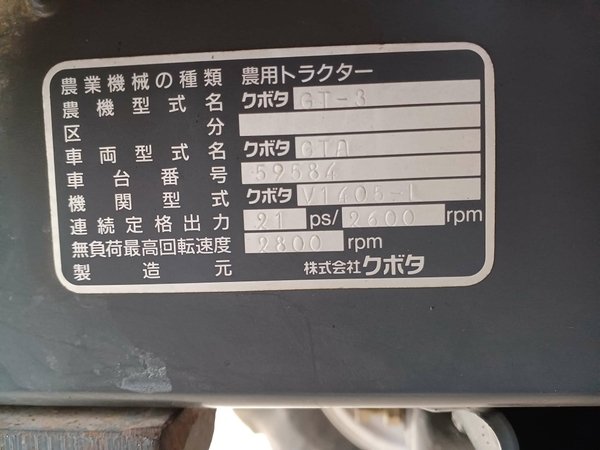 農業機械の種類 農用トラクター
農機型式名 クボタ GT-3
区分
車両型式名 クボタ GTA
車台番号 59584
機関型式 クボタ V1405-L
連続定格出力 21 ps/2600 rpm
無負荷最高回転速度 2800 rpm
製造元 株式会社クボタ